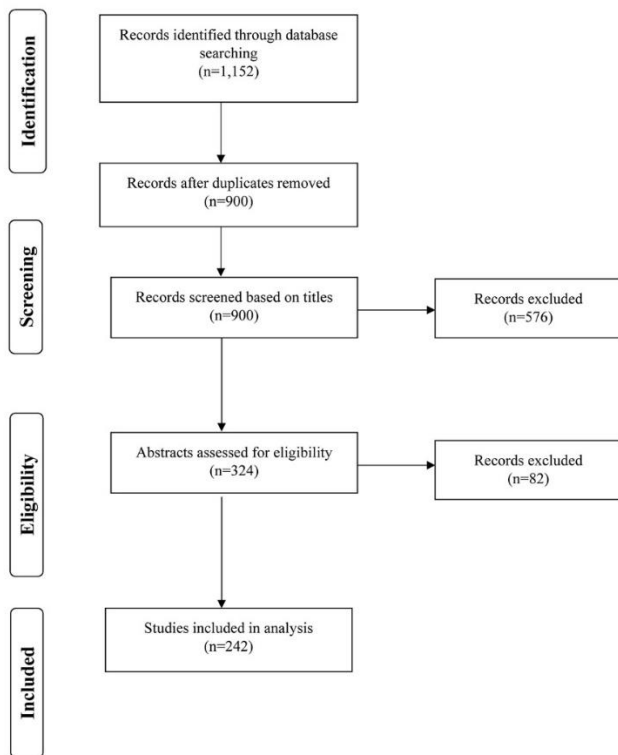 Identification
Records identified through database
searching
(n=1,152)
Records after duplicates removed
(n=900)
Screening
Records screened based on titles
(n=900)
Records excluded
(n=576)
Eligibility
Abstracts assessed for eligibility
(n=324)
Records excluded
(n=82)
Included
Studies included in analysis
(n=242)